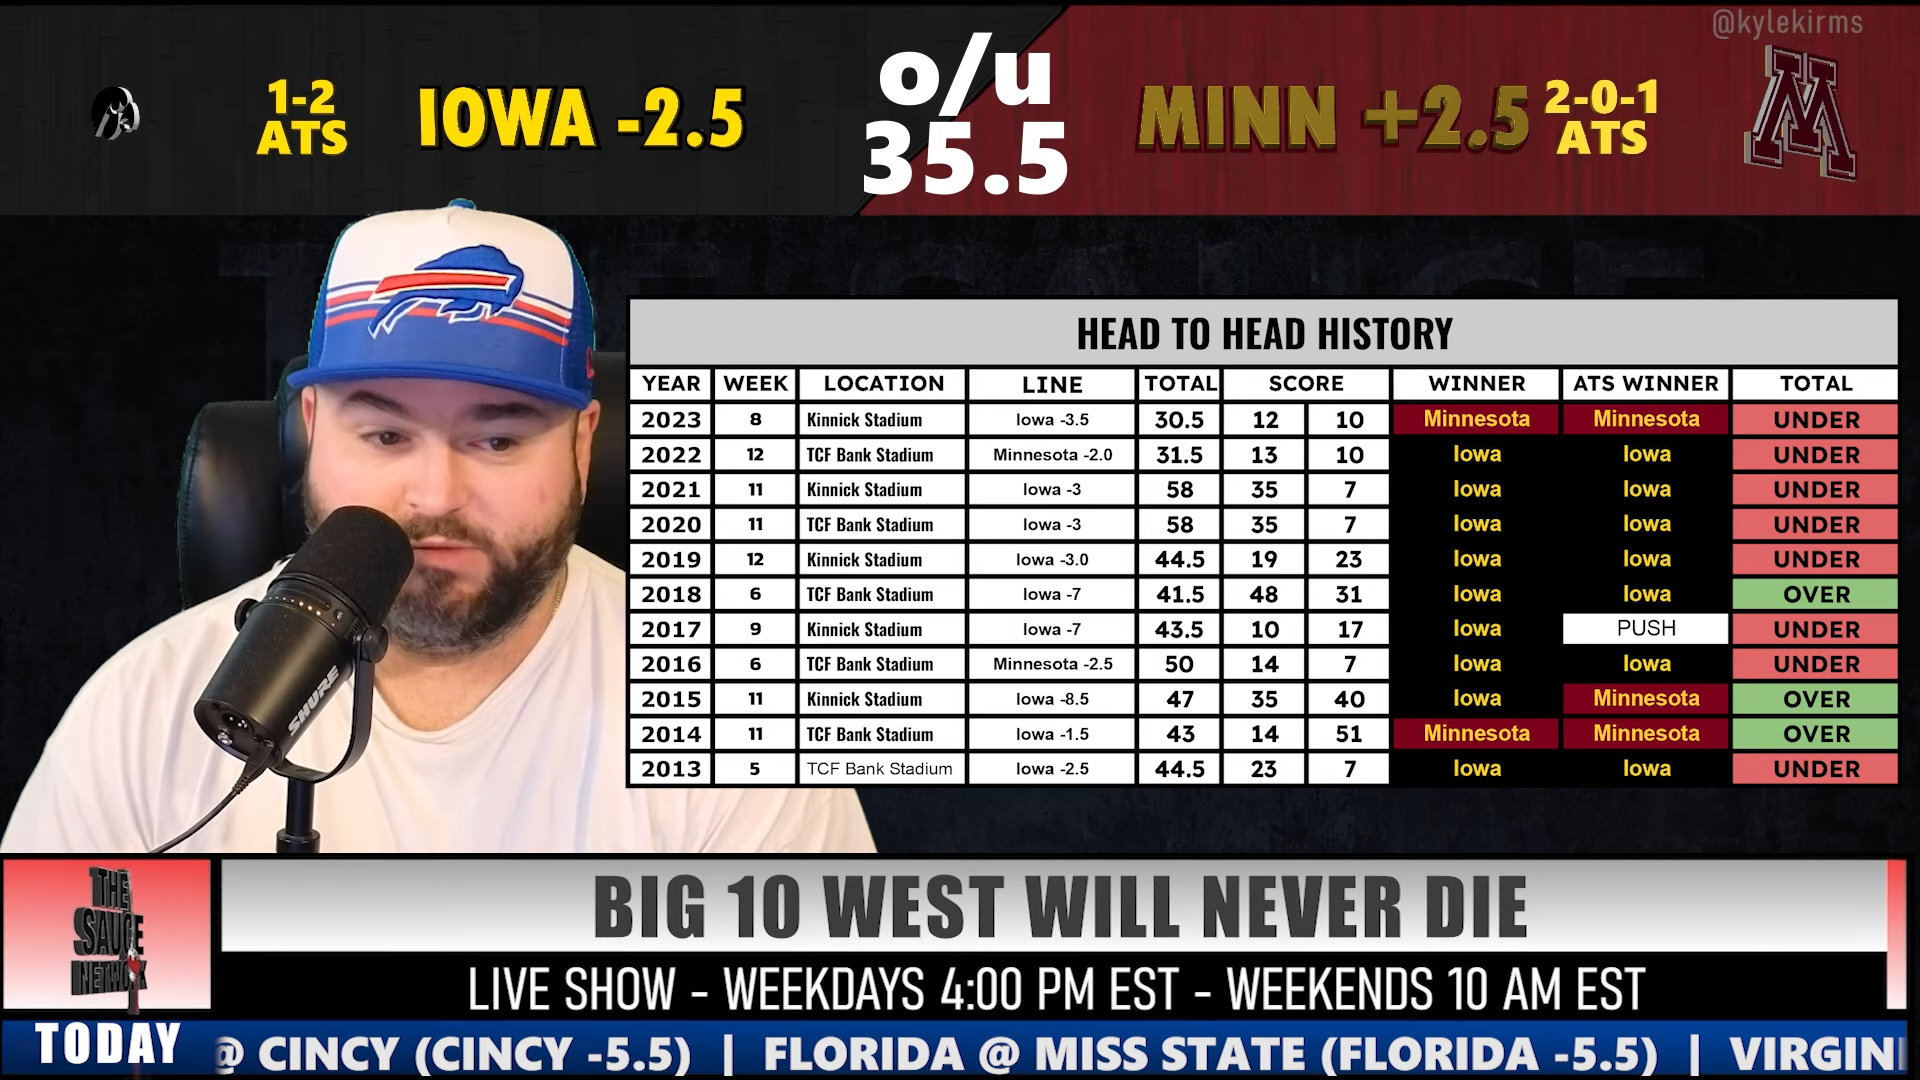 @kylekirms
1-2 ATS
IOWA -2.5
o/u 35.5
MINN +2.5
2-0-1 ATS
HEAD TO HEAD HISTORY
YEAR WEEK LOCATION LINE TOTAL SCORE WINNER ATS WINNER TOTAL
2023 8 Kinnick Stadium Iowa -3.5 30.5 12 10 Minnesota Minnesota UNDER
2022 12 TCF Bank Stadium Minnesota -2.0 31.5 13 10 Iowa Iowa UNDER
2021 11 Kinnick Stadium Iowa -3 58 35 7 Iowa Iowa UNDER
2020 11 TCF Bank Stadium Iowa -3 58 35 7 Iowa Iowa UNDER
2019 12 Kinnick Stadium Iowa -3.0 44.5 19 23 Iowa Iowa UNDER
2018 6 TCF Bank Stadium Iowa -7 41.5 48 31 Iowa Iowa OVER
2017 9 Kinnick Stadium Iowa -7 43.5 10 17 Iowa PUSH UNDER
2016 6 TCF Bank Stadium Minnesota -2.5 50 14 7 Iowa Iowa UNDER
2015 11 Kinnick Stadium Iowa -8.5 47 35 40 Iowa Minnesota OVER
2014 11 TCF Bank Stadium Iowa -1.5 43 14 51 Minnesota Minnesota OVER
2013 5 TCF Bank Stadium Iowa -2.5 44.5 23 7 Iowa Iowa UNDER
SHURE
THE
SAUCE
NETWORK
BIG 10 WEST WILL NEVER DIE
LIVE SHOW - WEEKDAYS 4:00 PM EST - WEEKENDS 10 AM EST
TODAY @ CINCY (CINCY -5.5) | FLORIDA @ MISS STATE (FLORIDA -5.5) | VIRGIN